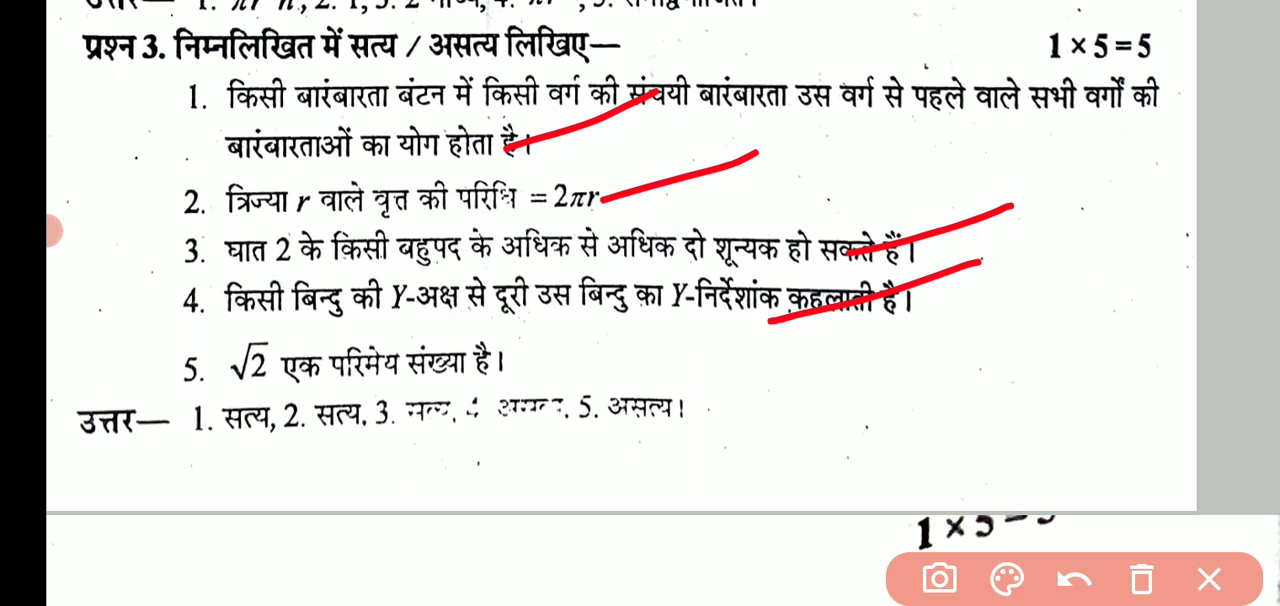 प्रश्न 3. निम्नलिखित में सत्य / असत्य लिखिए— 1 × 5 = 5
1. किसी बारंबारता बंटन में किसी वर्ग की संचयी बारंबारता उस वर्ग से पहले वाले सभी वर्गों की
बारंबारताओं का योग होता है।
2. त्रिज्या r वाले वृत्त की परिधि = 2πr
3. घात 2 के किसी बहुपद के अधिक से अधिक दो शून्यक हो सकते हैं।
4. किसी बिन्दु की Y-अक्ष से दूरी उस बिन्दु का Y-निर्देशांक कहलाती है।
5. √2 एक परिमेय संख्या है।
उत्तर— 1. सत्य, 2. सत्य, 3. 5. असत्य।